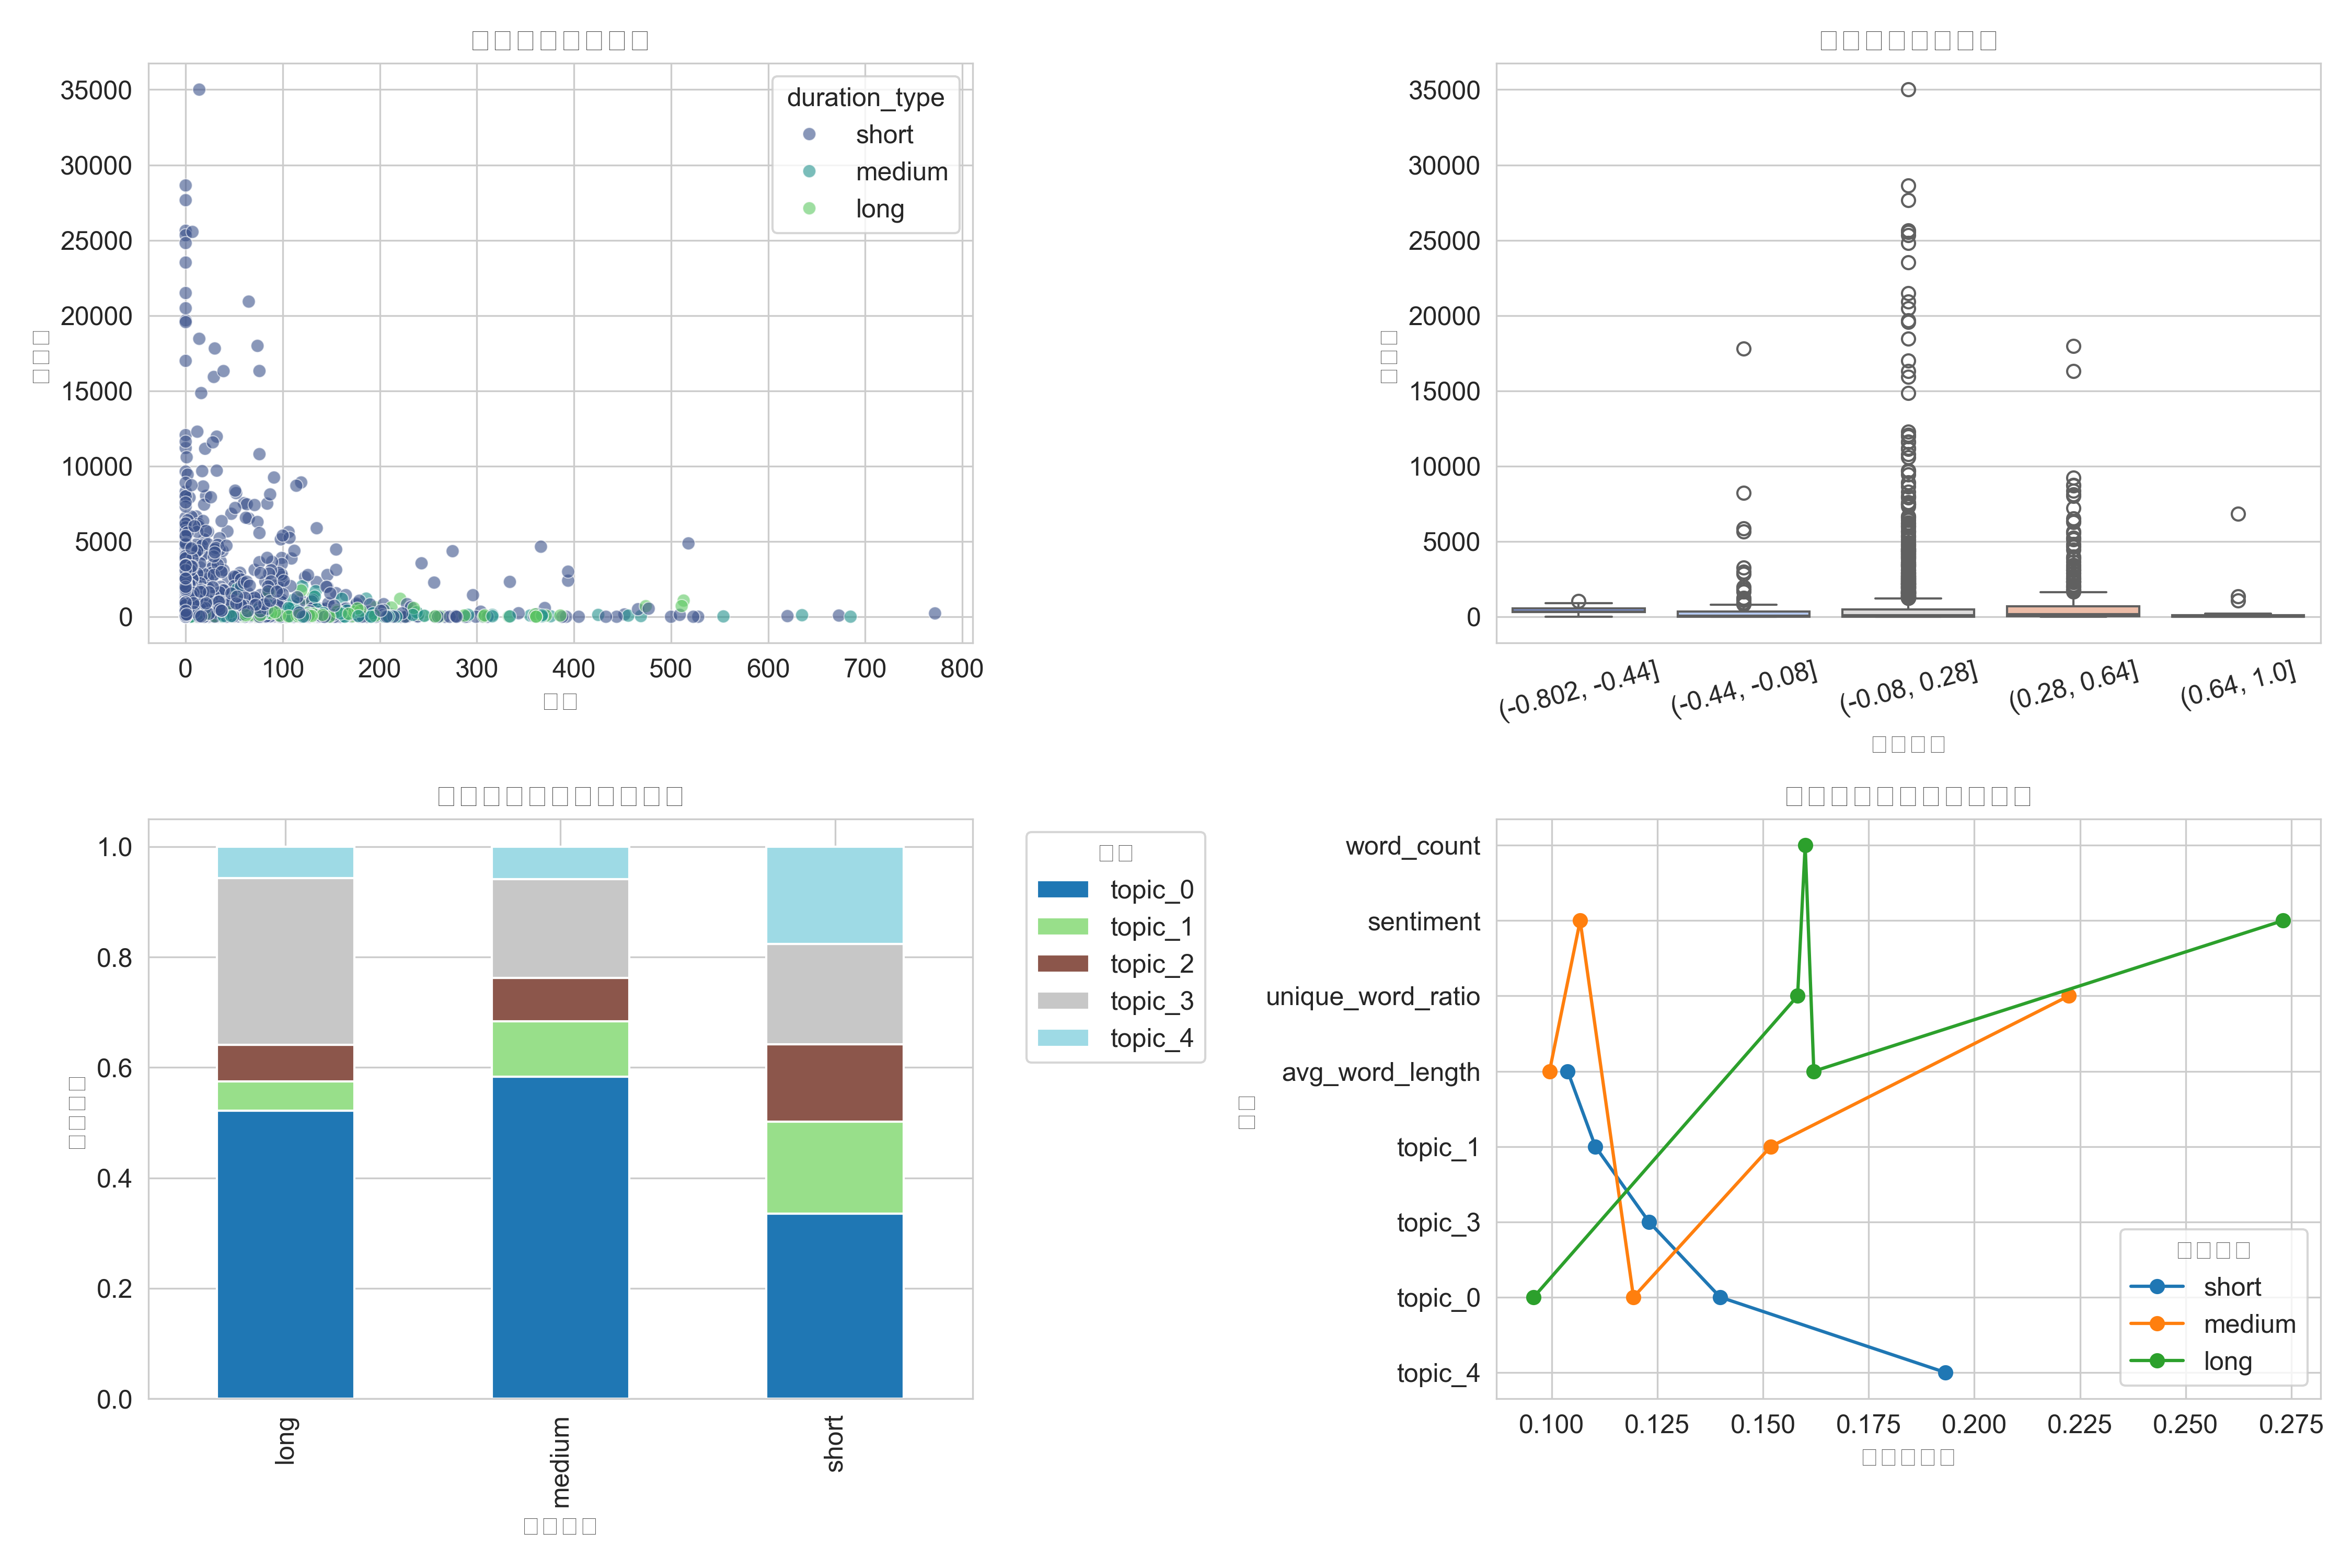 35000
30000
25000
20000
15000
10000
5000
0
0 100 200 300 400 500 600 700 800
duration_type
short
medium
long
35000
30000
25000
20000
15000
10000
5000
0
(-0.802, -0.44] (-0.44, -0.08] (-0.08, 0.28] (0.28, 0.64] (0.64, 1.0]
1.0
0.8
0.6
0.4
0.2
0.0
long medium short
topic_0
topic_1
topic_2
topic_3
topic_4
word_count
sentiment
unique_word_ratio
avg_word_length
topic_1
topic_3
topic_0
topic_4
0.100 0.125 0.150 0.175 0.200 0.225 0.250 0.275
short
medium
long